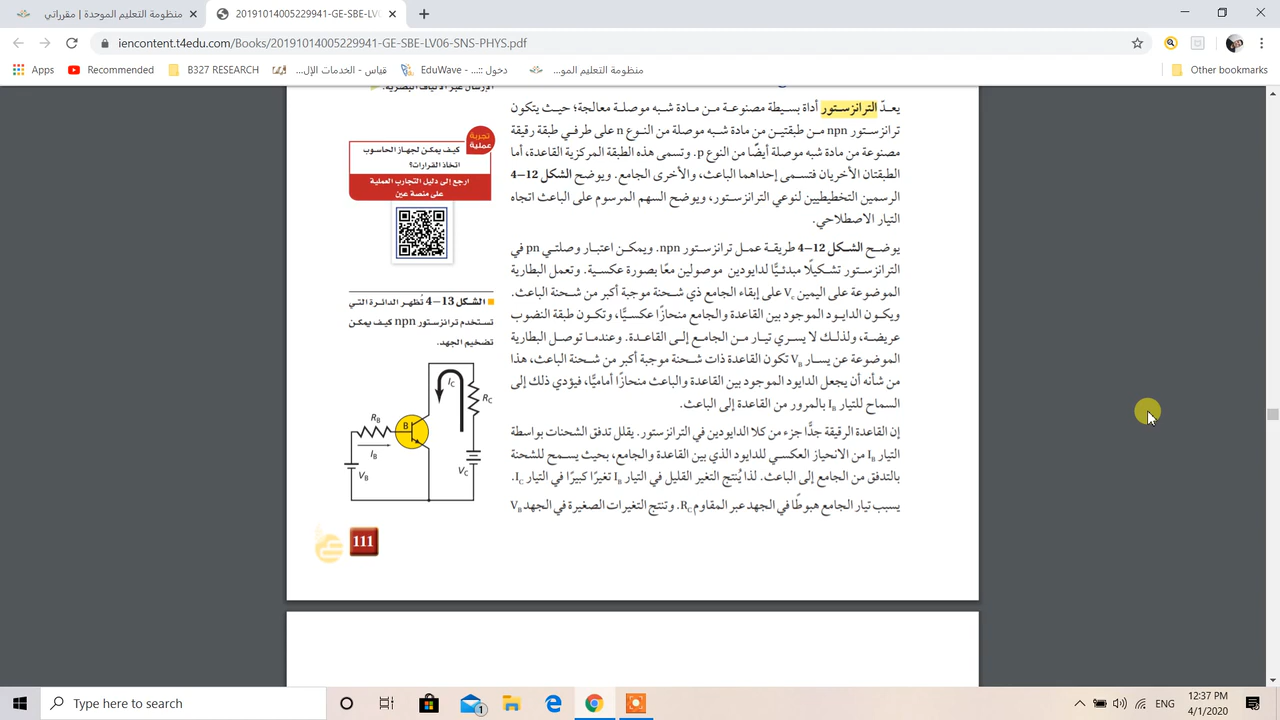 منظومة التعليم الموحدة | مقرراتي
20191014005229941-GE-SBE-LV0
iencontent.t4edu.com/Books/20191014005229941-GE-SBE-LV06-SNS-PHYS.pdf
Apps
Recommended
B327 RESEARCH
قياس - الخدمات الإل...
EduWave :: دخول...
منظومة التعليم المو...
Other bookmarks
الإرسال عبر الألياف البصرية.
يعدّ الترانزستور أداة بسيطة مصنوعة من مادة شبه موصلة معالجة؛ حيث يتكون
ترانزستور npn من طبقتين من مادة شبه موصلة من النوع n على طرفي طبقة رقيقة
مصنوعة من مادة شبه موصلة أيضًا من النوع p. وتسمى هذه الطبقة المركزية القاعدة، أما
الطبقتان الأخريان فتسمى إحداهما الباعث، والأخرى الجامع. ويوضح الشكل 12–4
الرسمين التخطيطيين لنوعي الترانزستور، ويوضح السهم المرسوم على الباعث اتجاه
التيار الاصطلاحي.
يوضح الشكل 12–4 طريقة عمل ترانزستور npn. ويمكن اعتبار وصلتي pn في
الترانزستور تشكيلًا مبدئيًّا لدايودين موصولين معًا بصورة عكسية. وتعمل البطارية
الموضوعة على اليمين VC على إبقاء الجامع ذي شحنة موجبة أكبر من شحنة الباعث.
ويكون الدايود الموجود بين القاعدة والجامع منحازًا عكسيًّا، وتكون طبقة النضوب
عريضة، ولذلك لا يسري تيار من الجامع إلى القاعدة. وعندما توصل البطارية
الموضوعة عن يسار VB تكون القاعدة ذات شحنة موجبة أكبر من شحنة الباعث، هذا
من شأنه أن يجعل الدايود الموجود بين القاعدة والباعث منحازًا أماميًّا، فيؤدي ذلك إلى
السماح للتيار IB بالمرور من القاعدة إلى الباعث.
إن القاعدة الرقيقة جدًّا جزء من كلا الدايودين في الترانزستور. يقلل تدفق الشحنات بواسطة
التيار IB من الانحياز العكسي للدايود الذي بين القاعدة والجامع، بحيث يسمح للشحنة
بالتدفق من الجامع إلى الباعث. لذا يُنتج التغير القليل في التيار IB تغيرًا كبيرًا في التيار IC.
يسبب تيار الجامع هبوطًا في الجهد عبر المقاوم RC. وتنتج التغيرات الصغيرة في الجهد VB
تجربة
عملية
كيف يمكن لجهاز الحاسوب
اتخاذ القرارات؟
ارجع إلى دليل التجارب العملية
على منصة عين
الشكل 13–4 تُظهر الدائرة التي
تستخدم ترانزستور npn كيف يمكن
تضخيم الجهد.
IC
RC
RB
B
IB
VB
VC
111
Type here to search
1
ENG
12:37 PM
4/1/2020